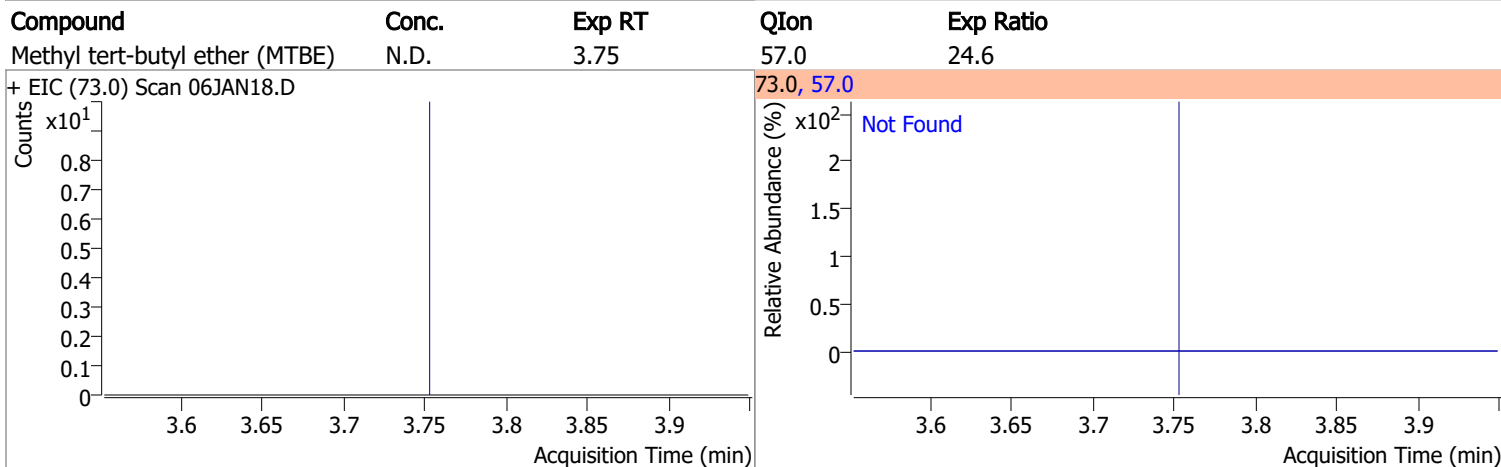 Compound Conc. Exp RT QIon Exp Ratio
Methyl tert-butyl ether (MTBE) N.D. 3.75 57.0 24.6
+ EIC (73.0) Scan 06JAN18.D
Counts
x10¹
0.8
0.7
0.6
0.5
0.4
0.3
0.2
0.1
0
3.6 3.65 3.7 3.75 3.8 3.85 3.9
Acquisition Time (min)
73.0, 57.0
Relative Abundance (%)
x10²
Not Found
2
1.5
1
0.5
0
3.6 3.65 3.7 3.75 3.8 3.85 3.9
Acquisition Time (min)